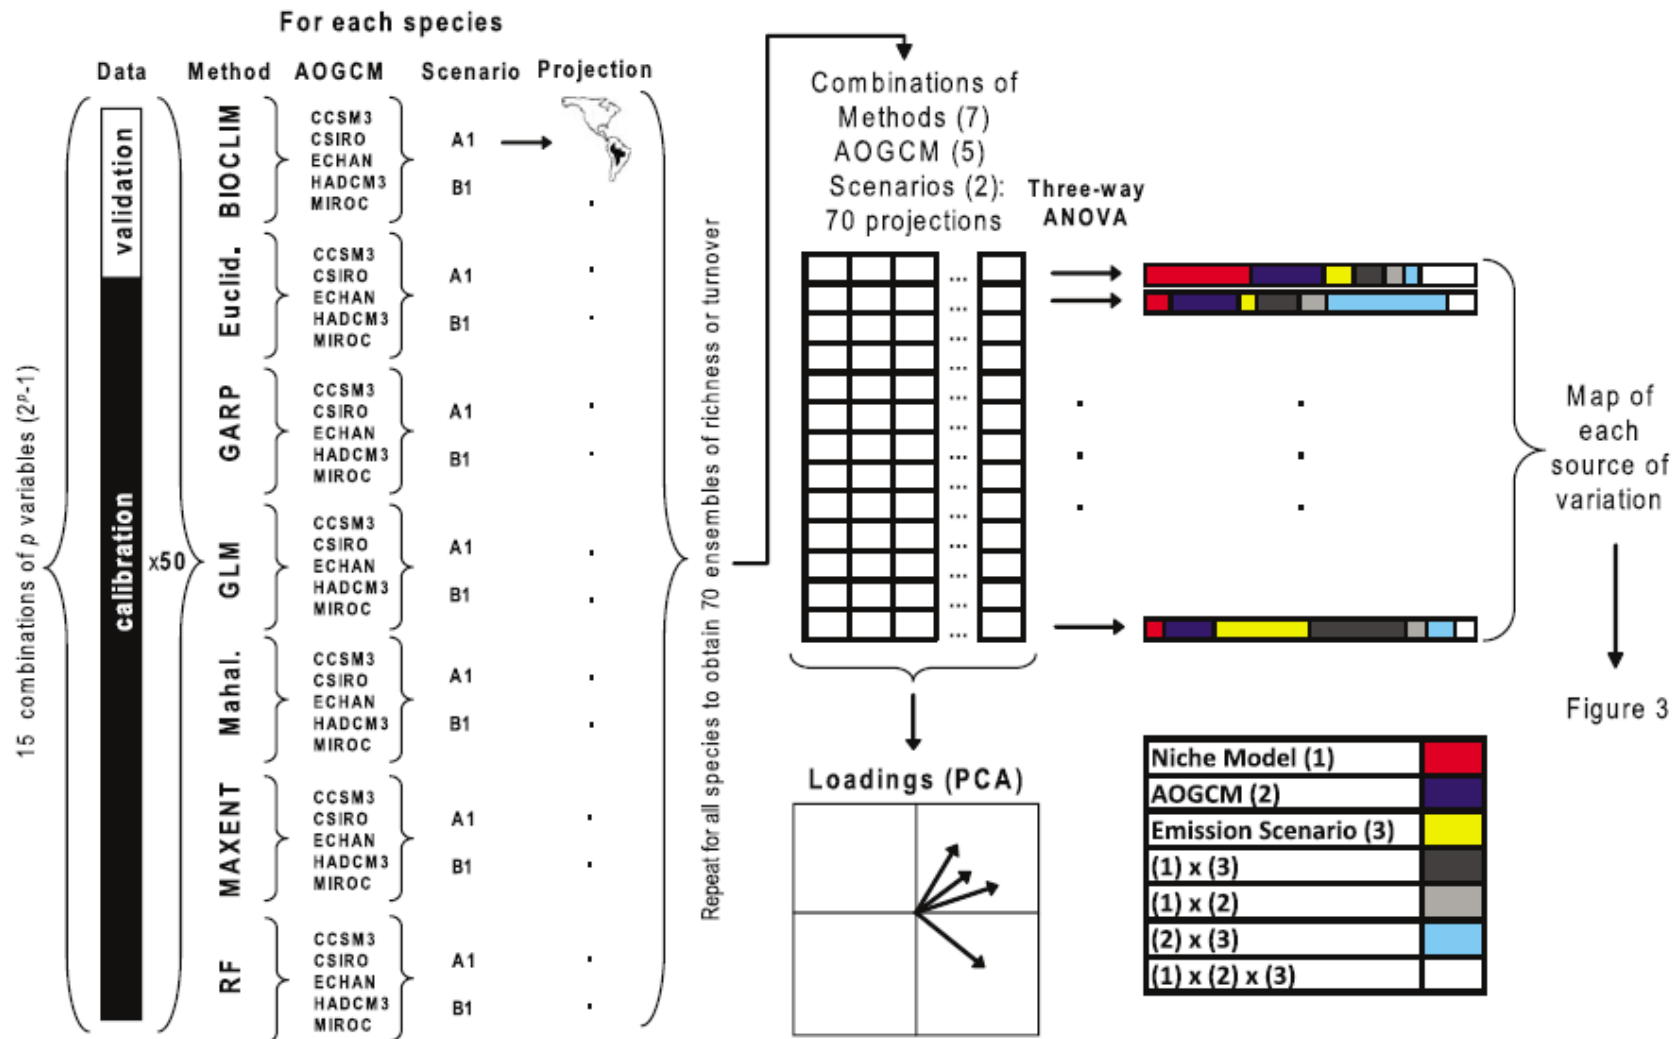 For each species
Data Method AOGCM Scenario Projection
15 combinations of p variables (2ᵖ-1)
validation
calibration
x50
BIOCLIM
CCSM3
CSIRO
ECHAN
HADCM3
MIROC
A1
B1
Euclid.
CCSM3
CSIRO
ECHAN
HADCM3
MIROC
A1
B1
GARP
CCSM3
CSIRO
ECHAN
HADCM3
MIROC
A1
B1
GLM
CCSM3
CSIRO
ECHAN
HADCM3
MIROC
A1
B1
Mahal.
CCSM3
CSIRO
ECHAN
HADCM3
MIROC
A1
B1
MAXENT
CCSM3
CSIRO
ECHAN
HADCM3
MIROC
A1
B1
RF
CCSM3
CSIRO
ECHAN
HADCM3
MIROC
A1
B1
Repeat for all species to obtain 70 ensembles of richness or turnover
Combinations of
Methods (7)
AOGCM (5)
Scenarios (2):
70 projections
...
...
...
...
...
...
...
...
...
...
...
...
...
Three-way
ANOVA
Map of
each
source of
variation
Figure 3
Loadings (PCA)
Niche Model (1)
AOGCM (2)
Emission Scenario (3)
(1) x (3)
(1) x (2)
(2) x (3)
(1) x (2) x (3)